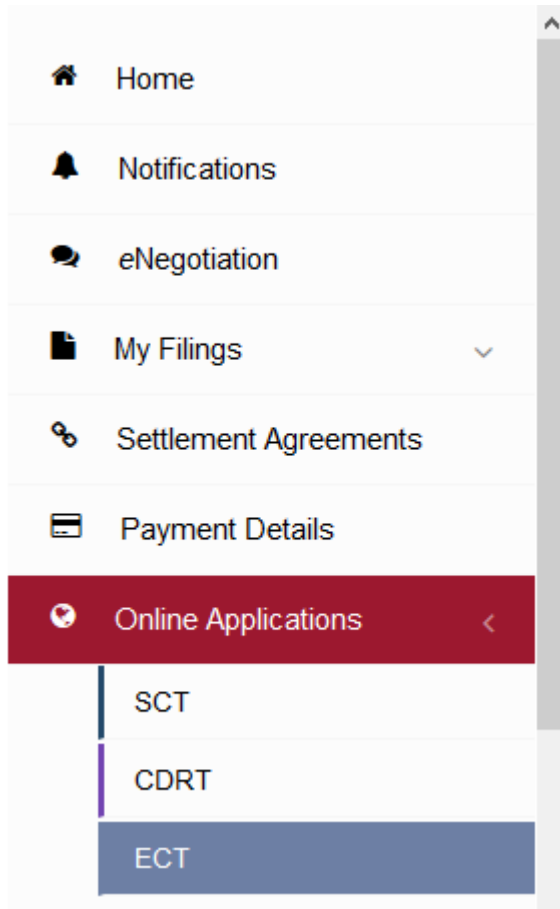 Home
Notifications
eNegotiation
My Filings
Settlement Agreements
Payment Details
Online Applications
SCT
CDRT
ECT